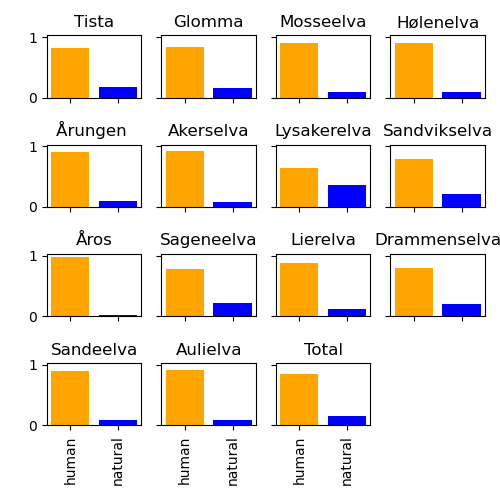 Tista Glomma Mosseelva Hølenelva
1
0
Årungen Akerselva Lysakerelva Sandvikselva
1
0
Åros Sageneelva Lierelva Drammenselva
1
0
Sandeelva Aulielva Total
1
0
human natural human natural human natural